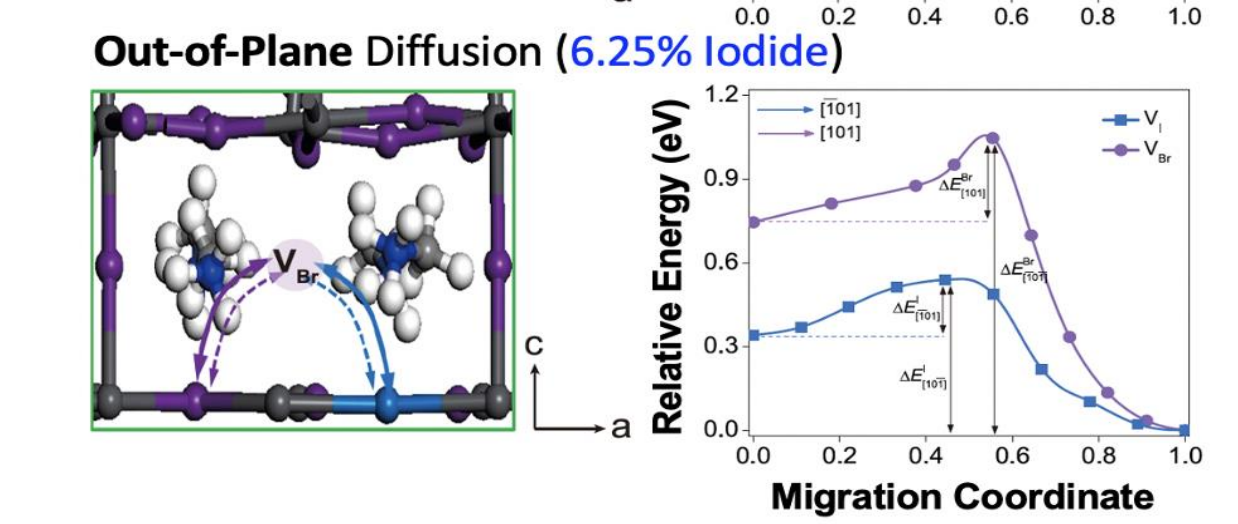 0.0 0.2 0.4 0.6 0.8 1.0
Out-of-Plane Diffusion (6.25% Iodide)
V_Br
c
a
Relative Energy (eV)
1.2
0.9
0.6
0.3
0.0
[1̅01]
[101]
V_I
V_Br
ΔE^Br_[101]
ΔE^Br_[1̅01̅]
ΔE^I_[1̅01]
ΔE^I_[101̅]
0.0 0.2 0.4 0.6 0.8 1.0
Migration Coordinate